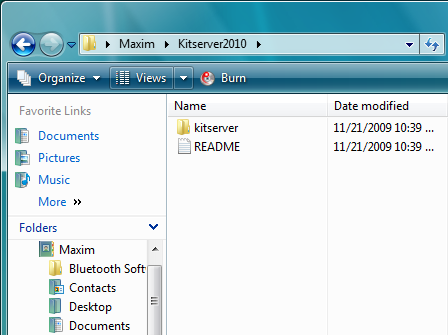 Maxim Kitserver2010
Organize Views Burn
Favorite Links
Documents
Pictures
Music
More »
Folders
Maxim
Bluetooth Soft
Contacts
Desktop
Documents
Name Date modified
kitserver 11/21/2009 10:39 ...
README 11/21/2009 10:39 ...